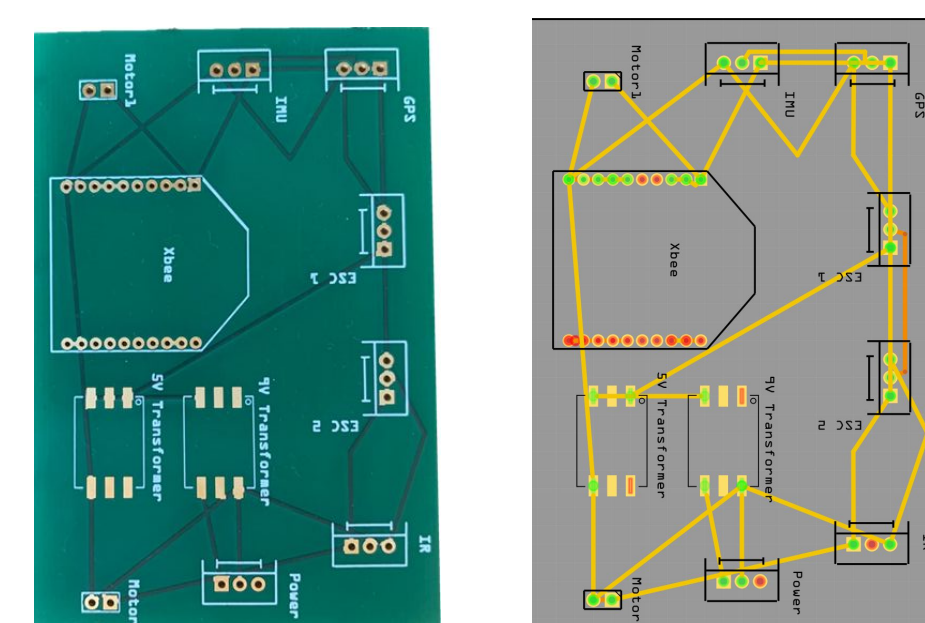 Motor1
IMU
GPS
Xbee
ESC 1
5V Transformer
9V Transformer
ESC 2
IR
Power
Motor
Motor1
IMU
GPS
Xbee
ESC 1
5V Transformer
9V Transformer
ESC 2
Power
Motor